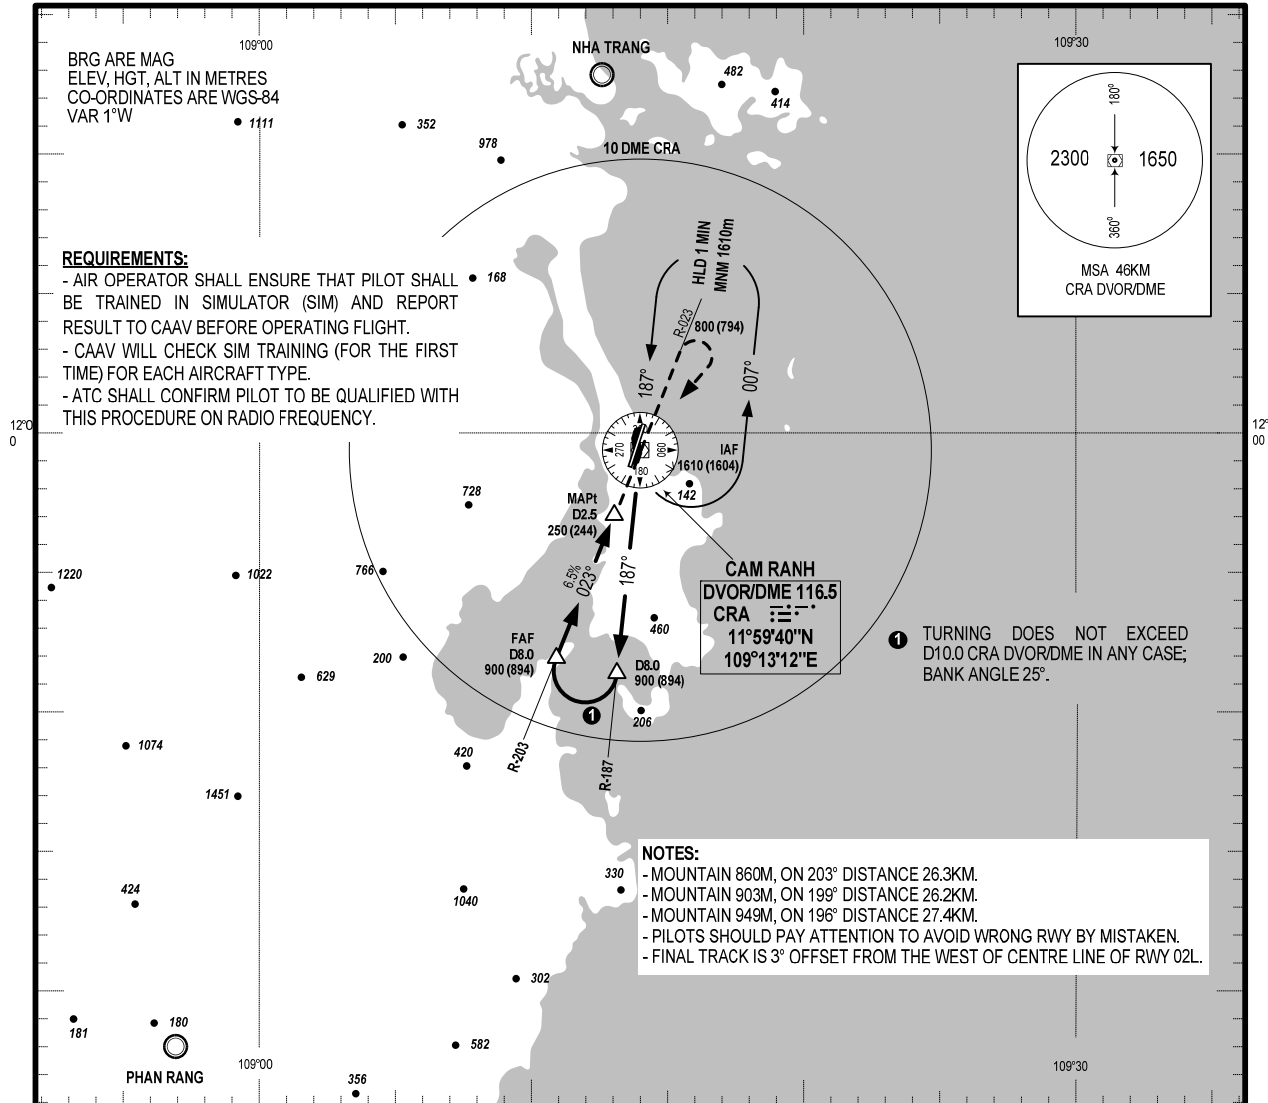 109°00
109°30
BRG ARE MAG
ELEV, HGT, ALT IN METRES
CO-ORDINATES ARE WGS-84
VAR 1°W
NHA TRANG
482
414
1111
352
978
10 DME CRA
180°
2300
1650
360°
MSA 46KM
CRA DVOR/DME
REQUIREMENTS:
- AIR OPERATOR SHALL ENSURE THAT PILOT SHALL
BE TRAINED IN SIMULATOR (SIM) AND REPORT
RESULT TO CAAV BEFORE OPERATING FLIGHT.
- CAAV WILL CHECK SIM TRAINING (FOR THE FIRST
TIME) FOR EACH AIRCRAFT TYPE.
- ATC SHALL CONFIRM PILOT TO BE QUALIFIED WITH
THIS PROCEDURE ON RADIO FREQUENCY.
168
HLD 1 MIN
MNM 1610m
R-023
800 (794)
187°
007°
12°0
0
12°
00
270
090
180
IAF
1610 (1604)
142
728
MAPt
D2.5
250 (244)
766
1220
1022
6.5%
023°
187°
CAM RANH
DVOR/DME 116.5
CRA
11°59'40"N
109°13'12"E
460
FAF
D8.0
900 (894)
D8.0
900 (894)
200
629
1
206
R-203
R-187
1 TURNING DOES NOT EXCEED
D10.0 CRA DVOR/DME IN ANY CASE;
BANK ANGLE 25°.
1074
420
1451
424
1040
330
NOTES:
- MOUNTAIN 860M, ON 203° DISTANCE 26.3KM.
- MOUNTAIN 903M, ON 199° DISTANCE 26.2KM.
- MOUNTAIN 949M, ON 196° DISTANCE 27.4KM.
- PILOTS SHOULD PAY ATTENTION TO AVOID WRONG RWY BY MISTAKEN.
- FINAL TRACK IS 3° OFFSET FROM THE WEST OF CENTRE LINE OF RWY 02L.
302
181
180
582
PHAN RANG
356
109°00
109°30